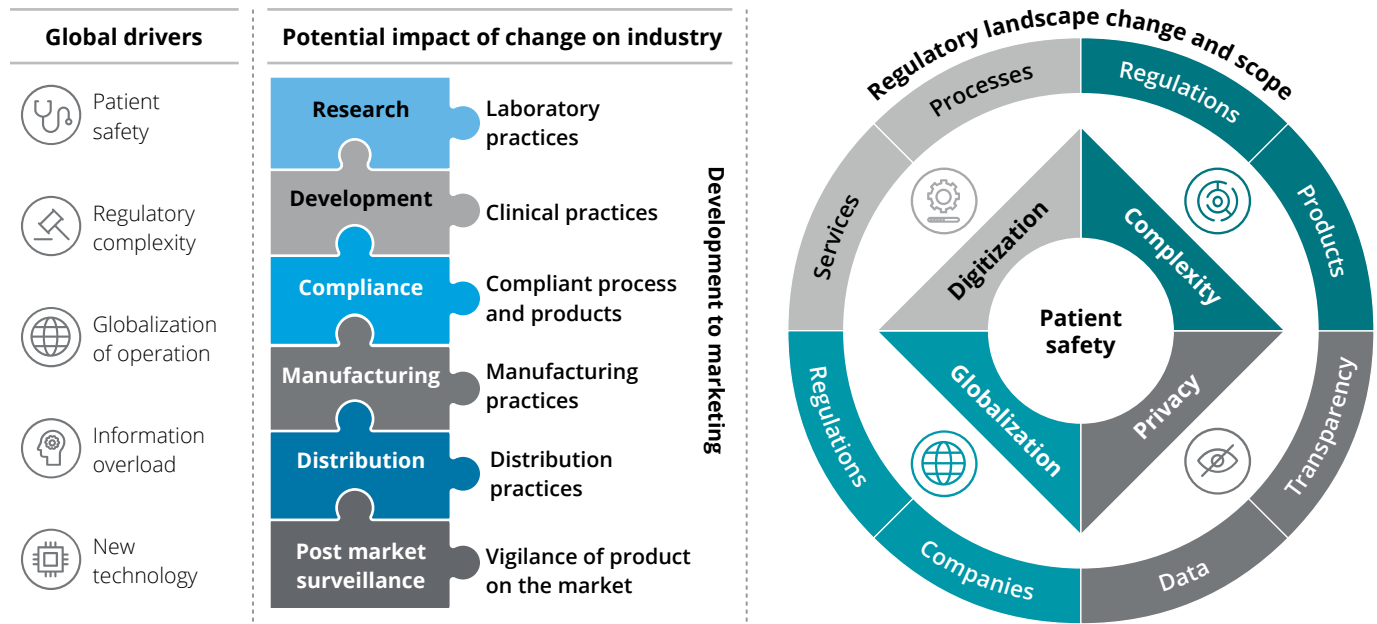 Global drivers
Patient
safety
Regulatory
complexity
Globalization
of operation
Information
overload
New
technology
Potential impact of change on industry
Research
Laboratory
practices
Development
Clinical practices
Compliance
Compliant process
and products
Manufacturing
Manufacturing
practices
Distribution
Distribution
practices
Post market
surveillance
Vigilance of product
on the market
Development to marketing
Regulatory landscape change and scope
Processes
Regulations
Services
Products
Digitization
Complexity
Patient
safety
Globalization
Privacy
Regulations
Transparency
Companies
Data